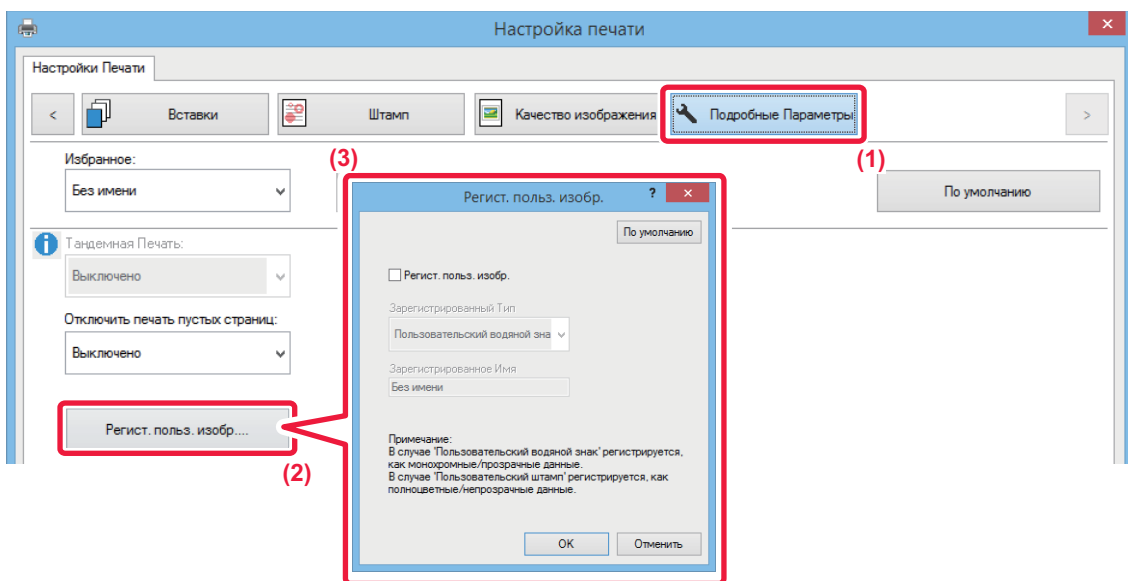 Настройка печати
Настройки Печати
< Вставки Штамп Качество изображения Подробные Параметры >
(1)
Избранное:
Без имени
По умолчанию
Тандемная Печать:
Выключено
Отключить печать пустых страниц:
Выключено
Регист. польз. изобр....
(2)
(3)
Регист. польз. изобр. ?
По умолчанию
Регист. польз. изобр.
Зарегистрированный Тип
Пользовательский водяной зна
Зарегистрированное Имя
Без имени
Примечание:
В случае 'Пользовательский водяной знак' регистрируется,
как монохромные/прозрачные данные.
В случае 'Пользовательский штамп' регистрируется, как
полноцветные/непрозрачные данные.
OK Отменить